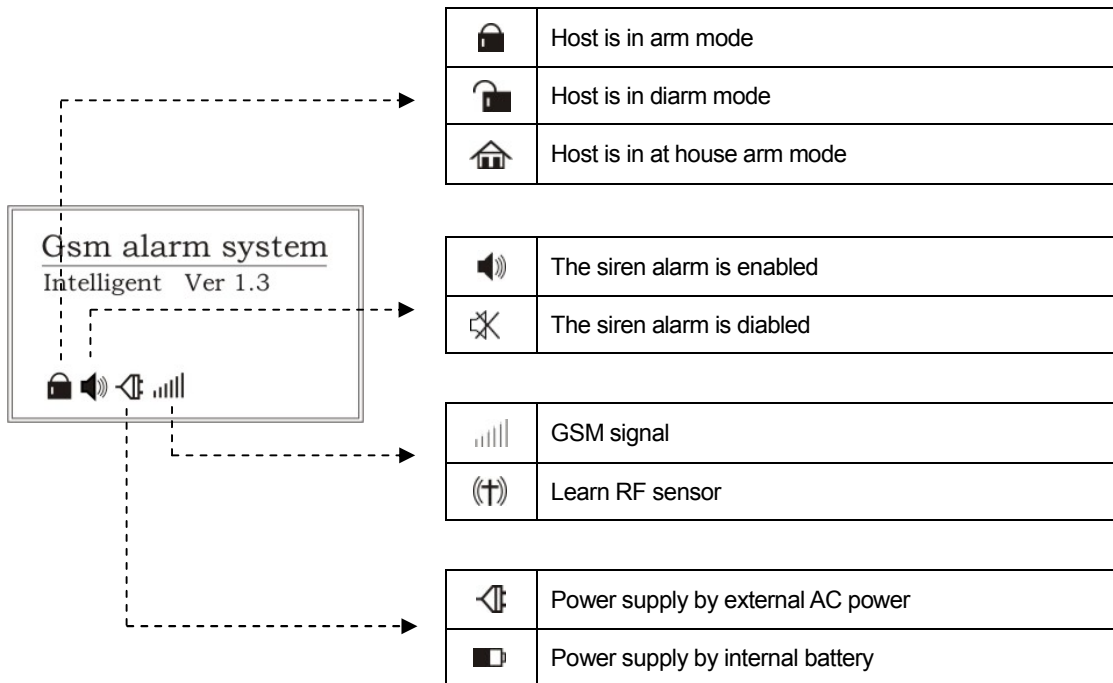 Host is in arm mode
Host is in diarm mode
Host is in at house arm mode
Gsm alarm system
Intelligent Ver 1.3
The siren alarm is enabled
The siren alarm is diabled
GSM signal
Learn RF sensor
Power supply by external AC power
Power supply by internal battery